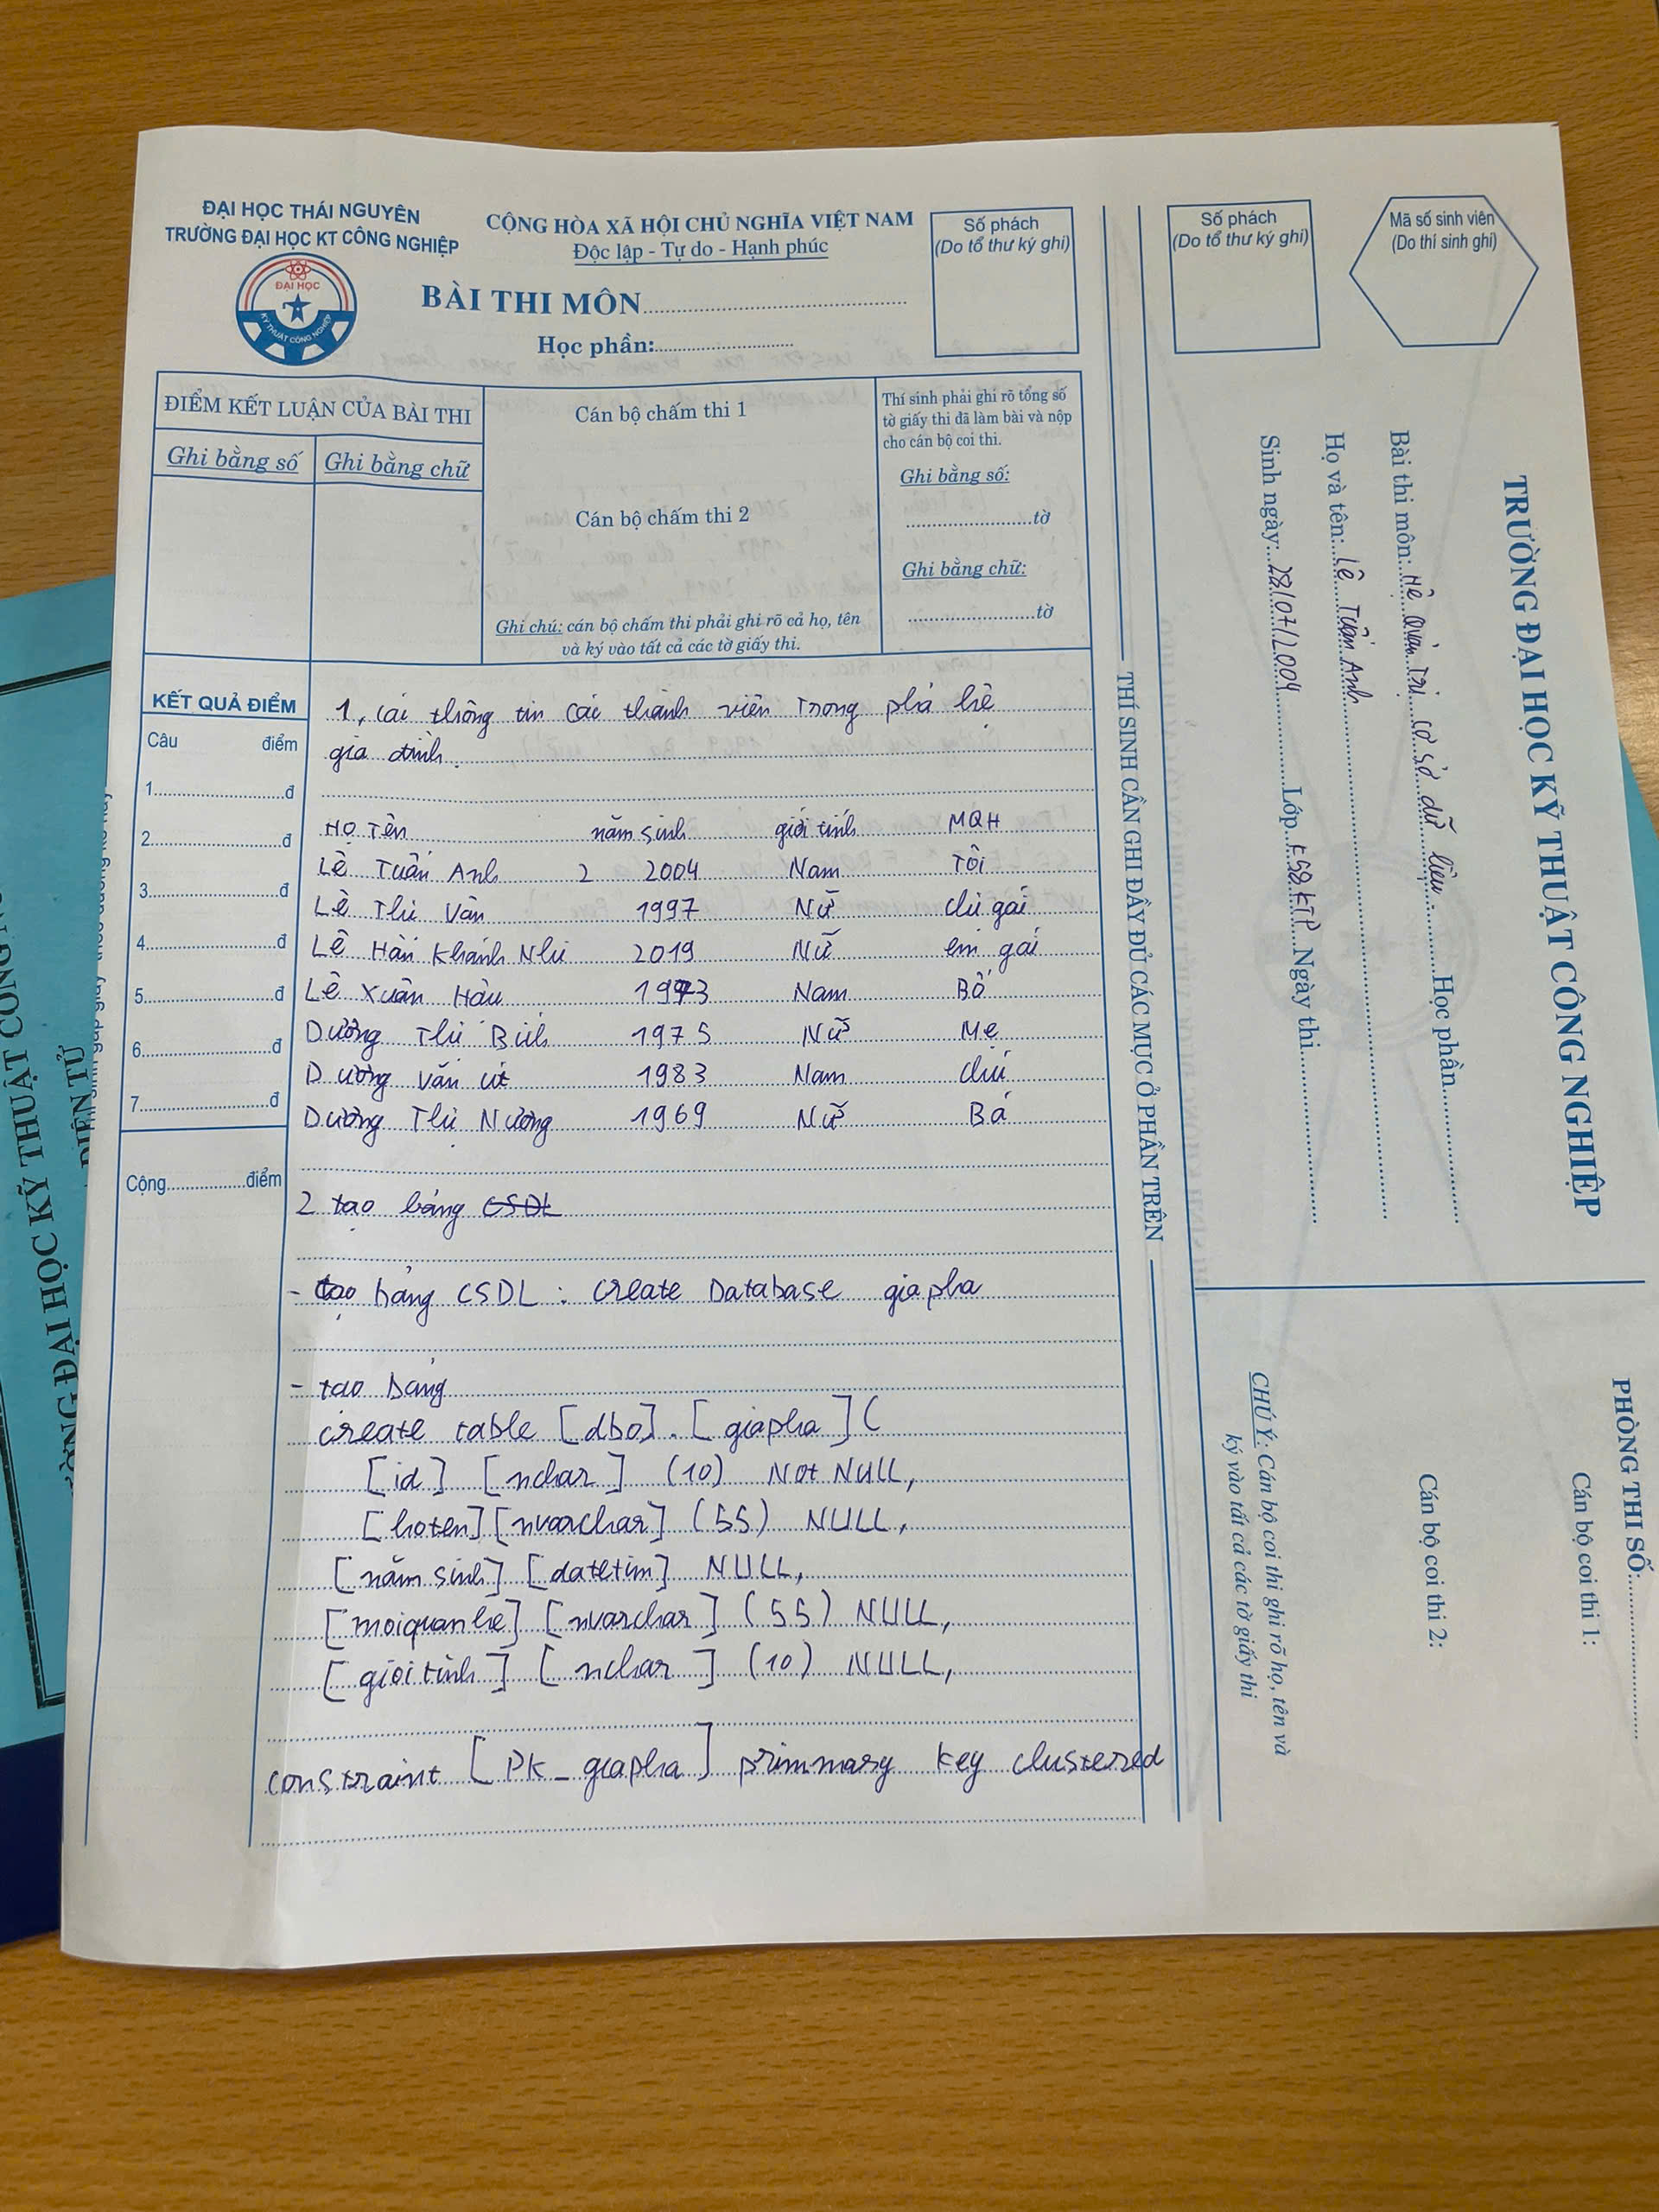 ĐẠI HỌC THÁI NGUYÊN
TRƯỜNG ĐẠI HỌC KT CÔNG NGHIỆP
ĐẠI HỌC
KỸ THUẬT CÔNG NGHIỆP
CỘNG HÒA XÃ HỘI CHỦ NGHĨA VIỆT NAM
Độc lập - Tự do - Hạnh phúc
BÀI THI MÔN
Học phần:
Số phách
(Do tổ thư ký ghi)
ĐIỂM KẾT LUẬN CỦA BÀI THI
Ghi bằng số Ghi bằng chữ
Cán bộ chấm thi 1
Cán bộ chấm thi 2
Ghi chú: cán bộ chấm thi phải ghi rõ cả họ, tên
và ký vào tất cả các tờ giấy thi.
Thí sinh phải ghi rõ tổng số
tờ giấy thi đã làm bài và nộp
cho cán bộ coi thi.
Ghi bằng số:
tờ
Ghi bằng chữ:
tờ
KẾT QUẢ ĐIỂM
Câu điểm
1 đ
2 đ
3 đ
4 đ
5 đ
6 đ
7 đ
Cộng điểm
1, các thông tin các thành viên trong phả hệ
gia đình.
Họ Tên năm sinh giới tính MQH
Lê Tuấn Anh 2 2004 Nam Tôi
Lê Thị Vân 1997 Nữ chị gái
Lê Hán Khánh Nhi 2019 Nữ em gái
Lê Xuân Hàu 1973 Nam Bố
Dương Thị Bích 1975 Nữ Mẹ
Dương Văn út 1983 Nam chú
Dương Thị Nương 1969 Nữ Bá
2 tạo bảng CSDL
- tạo bảng CSDL : create Database giapha
- tạo bảng
create table [dbo]. [giapha] (
[id] [nchar] (10) Not NULL,
[hoten] [nvarchar] (55) NULL,
[năm sinh] [datetim] NULL,
[moiquanhe] [nvarchar] (55) NULL,
[gioitinh] [nchar] (10) NULL,
constraint [PK_giapha] primmary key clustered
THÍ SINH CẦN GHI ĐẦY ĐỦ CÁC MỤC Ở PHẦN TRÊN
Số phách
(Do tổ thư ký ghi)
Mã số sinh viên
(Do thí sinh ghi)
TRƯỜNG ĐẠI HỌC KỸ THUẬT CÔNG NGHIỆP
Bài thi môn: Hệ Quản Trị cơ sở dữ liệu. Học phần
Họ và tên: Lê Tuấn Anh
Sinh ngày: 28/07/2004 Lớp Ngày thi
PHÒNG THI SỐ:
Cán bộ coi thi 1:
Cán bộ coi thi 2:
CHÚ Ý: Cán bộ coi thi ghi rõ họ, tên và
ký vào tất cả các tờ giấy thi